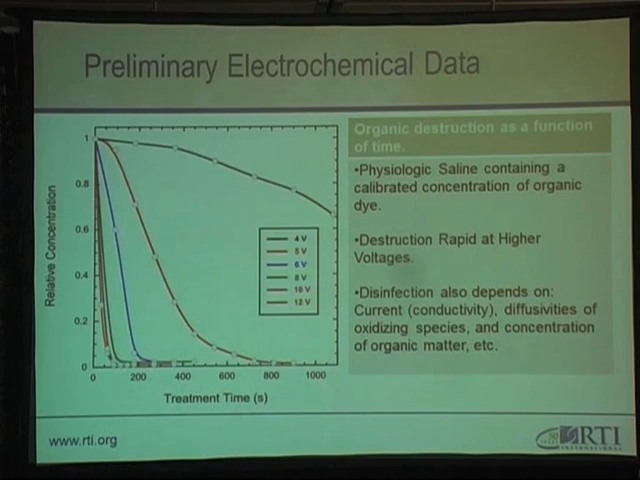 Preliminary Electrochemical Data
Organic destruction as a function
of time.
•Physiologic Saline containing a
calibrated concentration of organic
dye.
•Destruction Rapid at Higher
Voltages.
•Disinfection also depends on:
Current (conductivity), diffusivities of
oxidizing species, and concentration
of organic matter, etc.
Relative Concentration
1
0.8
0.6
0.4
0.2
0
4 V
5 V
6 V
8 V
10 V
12 V
0 200 400 600 800 1000
Treatment Time (s)
www.rti.org
RTI
INTERNATIONAL